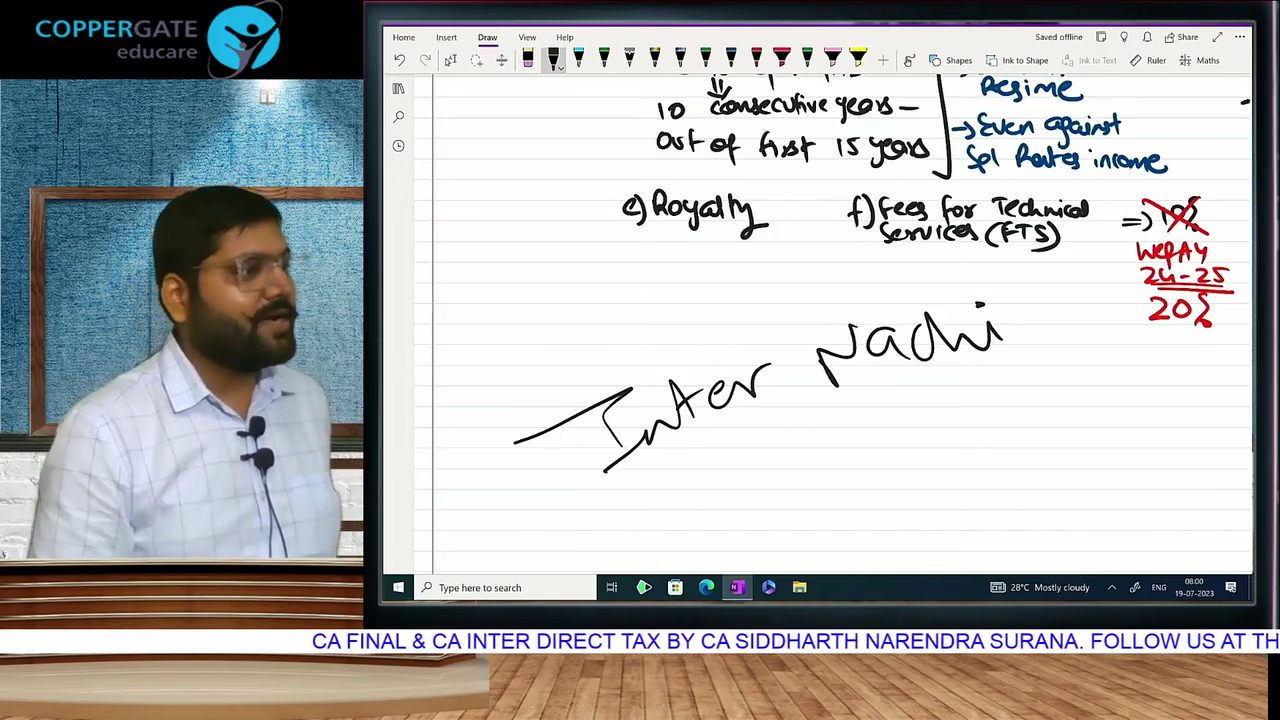 COPPERGATE
educare
Home Insert Draw View Help
Saved offline Share
Shapes Ink to Shape Ink to Text Ruler Maths
10 consecutive years –
out of first 15 years
Regime
→ Even against
Spl Rates income
e) Royalty
f) Fees for Technical
Services (FTS)
⇒ 10%
WEF AY
24-25
20%
Inter Nadhi
Type here to search
28°C Mostly cloudy
ENG
08:00
19-07-2023
CA FINAL & CA INTER DIRECT TAX BY CA SIDDHARTH NARENDRA SURANA. FOLLOW US AT TH